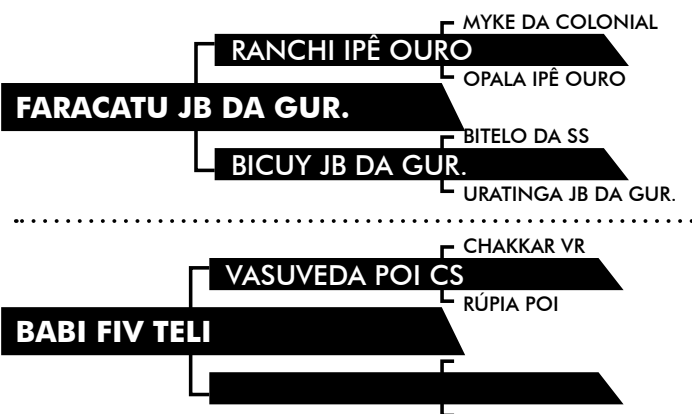 MYKE DA COLONIAL
RANCHI IPÊ OURO
OPALA IPÊ OURO
FARACATU JB DA GUR.
BITELO DA SS
BICUY JB DA GUR.
URATINGA JB DA GUR.
CHAKKAR VR
VASUVEDA POI CS
RÚPIA POI
BABI FIV TELI